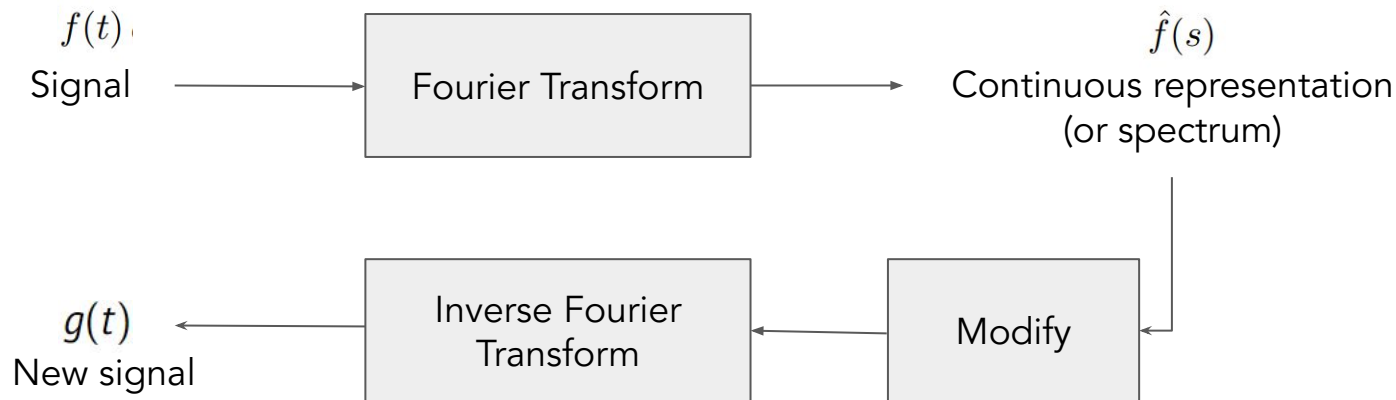 f(t)
Signal
Fourier Transform
f̂(s)
Continuous representation
(or spectrum)
g(t)
New signal
Inverse Fourier
Transform
Modify